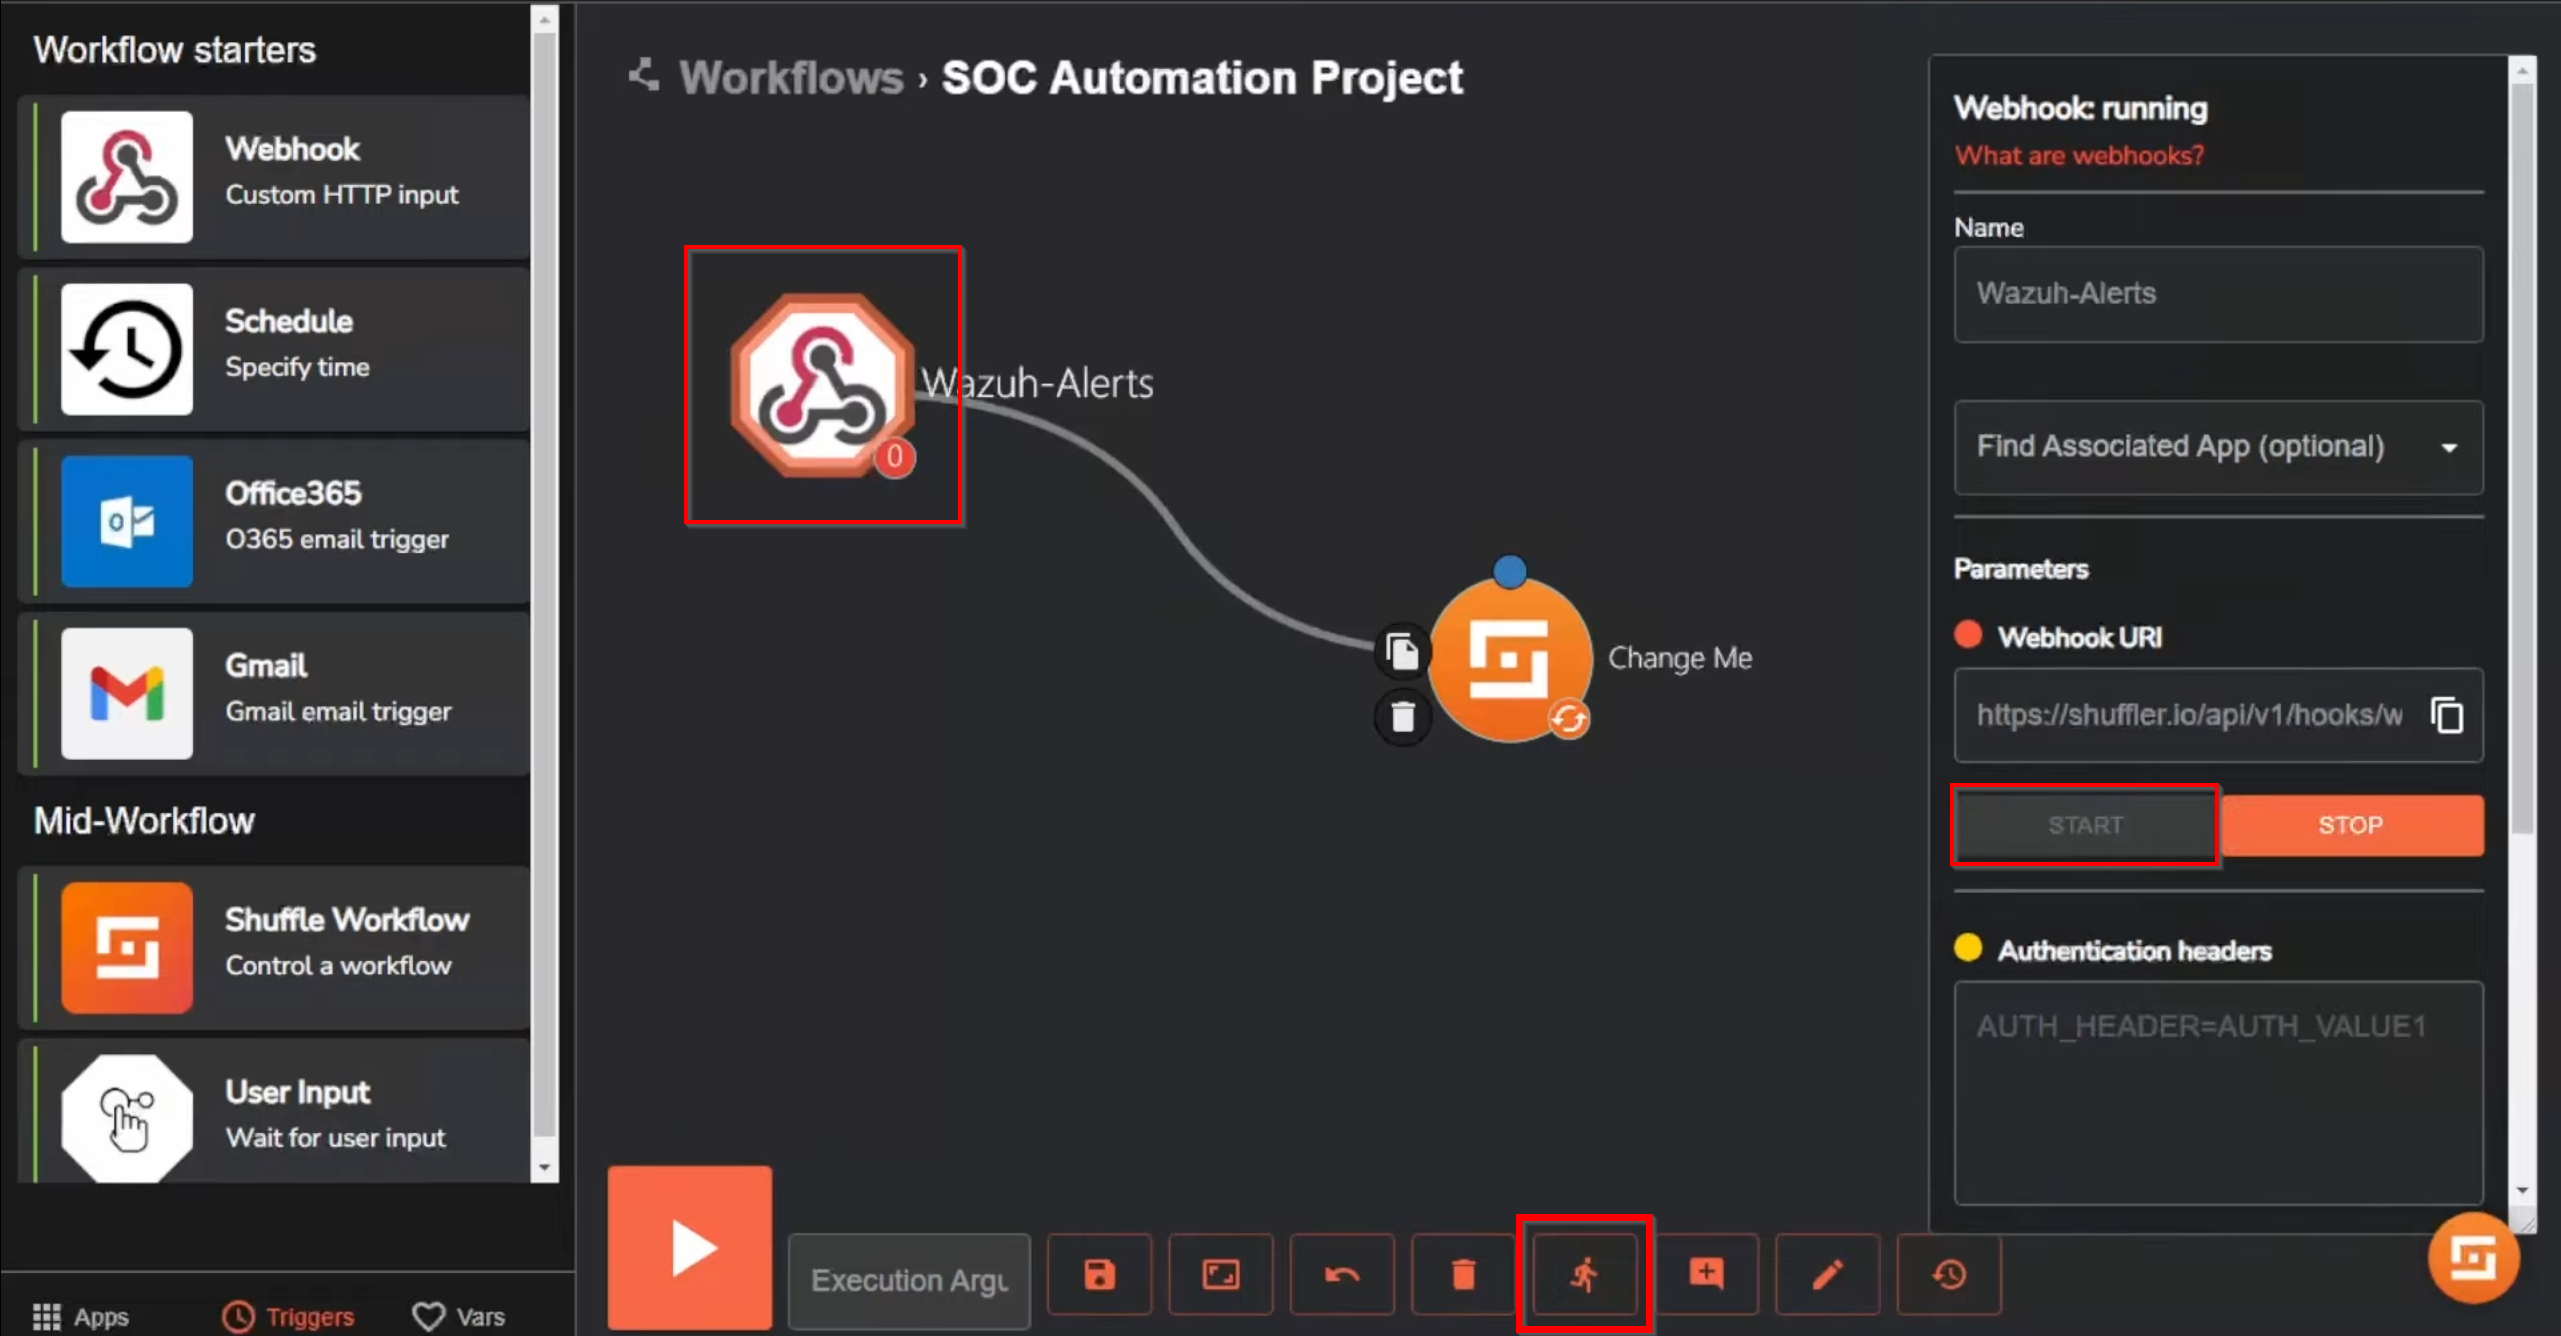 Workflow starters
Webhook
Custom HTTP input
Schedule
Specify time
Office365
O365 email trigger
Gmail
Gmail email trigger
Mid-Workflow
Shuffle Workflow
Control a workflow
User Input
Wait for user input
Apps
Triggers
Vars
Workflows › SOC Automation Project
Wazuh-Alerts
0
Change Me
Execution Argu
Webhook: running
What are webhooks?
Name
Wazuh-Alerts
Find Associated App (optional)
Parameters
Webhook URI
https://shuffler.io/api/v1/hooks/w
START
STOP
Authentication headers
AUTH_HEADER=AUTH_VALUE1